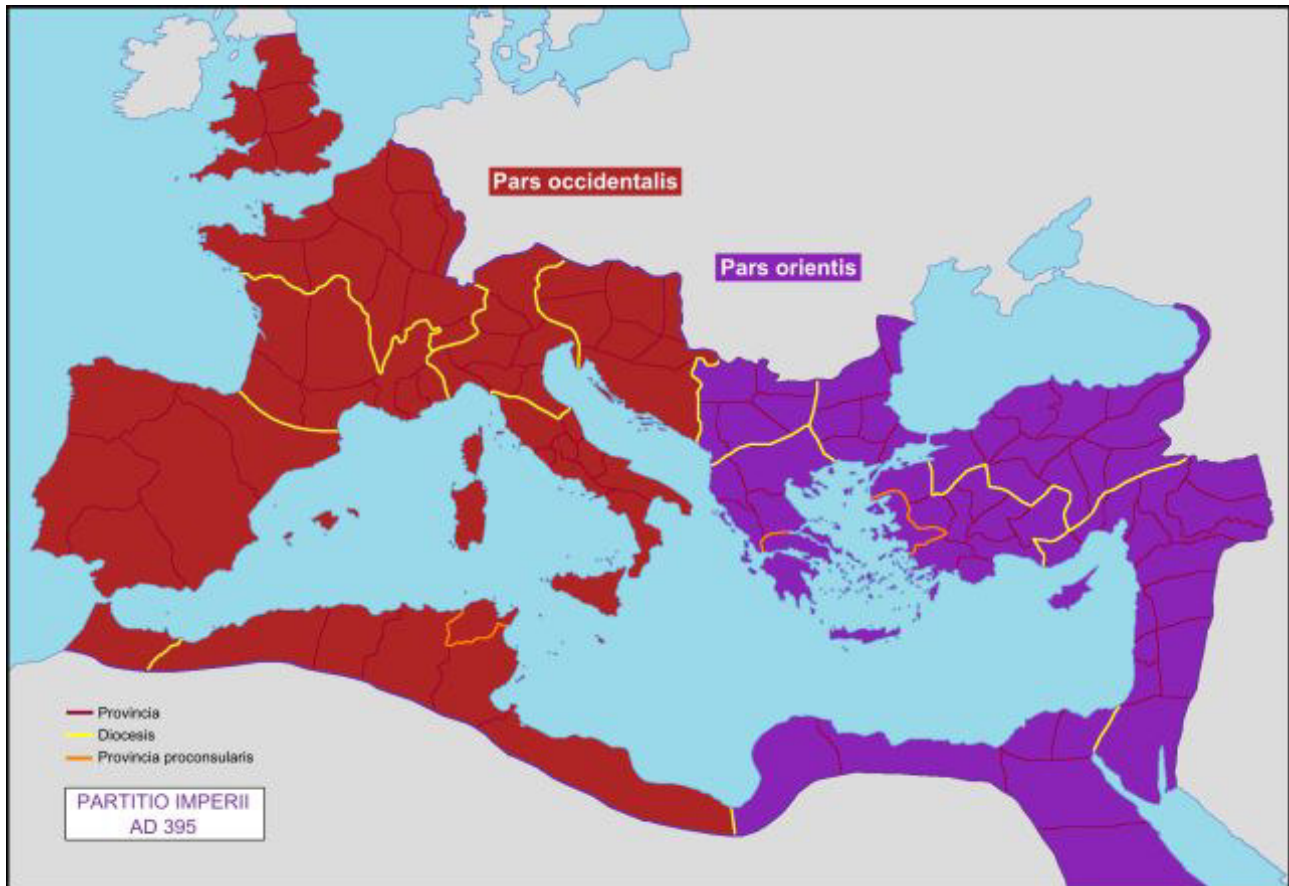 Pars occidentalis
Pars orientis
Provincia
Diocesis
Provincia proconsularis
PARTITIO IMPERII
AD 395